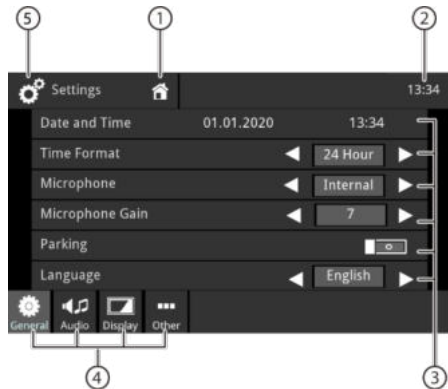 5 1 2
Settings 13:34
Date and Time 01.01.2020 13:34
Time Format 24 Hour
Microphone Internal
Microphone Gain 7
Parking
Language English
General Audio Display Other
4 3